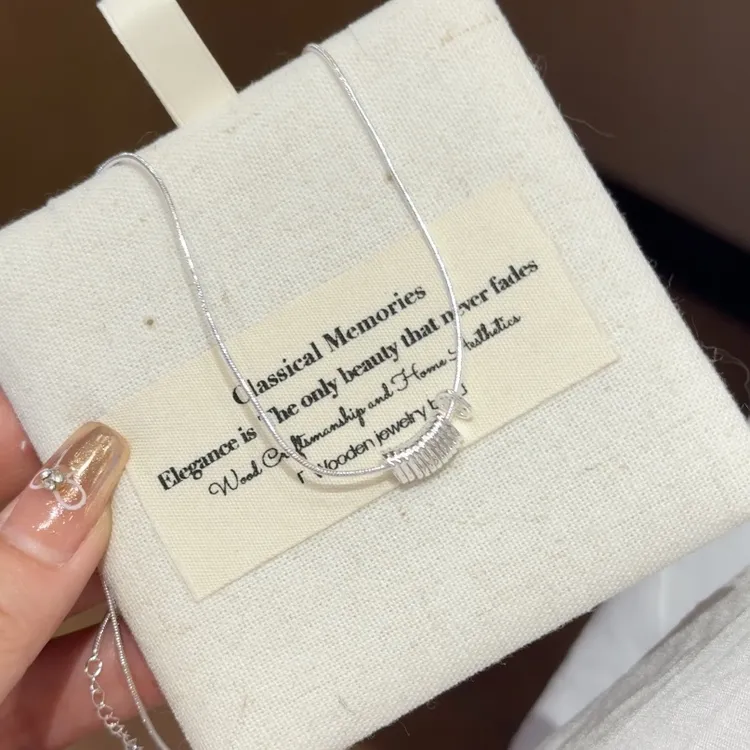 Classical Memories
Elegance is The only beauty that never fades
Wood Craftsmanship and Home Aesthetics
Wooden jewelry